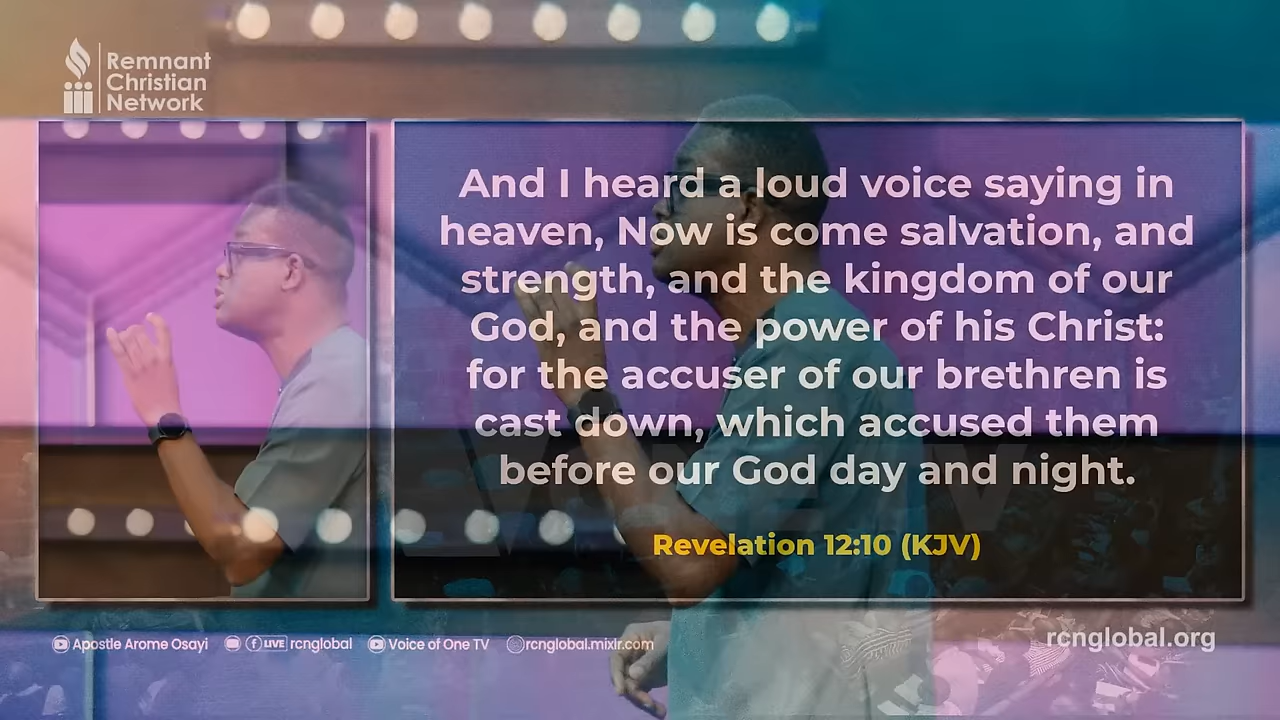 Remnant
Christian
Network
And I heard a loud voice saying in
heaven, Now is come salvation, and
strength, and the kingdom of our
God, and the power of his Christ:
for the accuser of our brethren is
cast down, which accused them
before our God day and night.
Revelation 12:10 (KJV)
Apostle Arome Osayi LIVE rcnglobal Voice of One TV rcnglobal.mixlr.com
rcnglobal.org